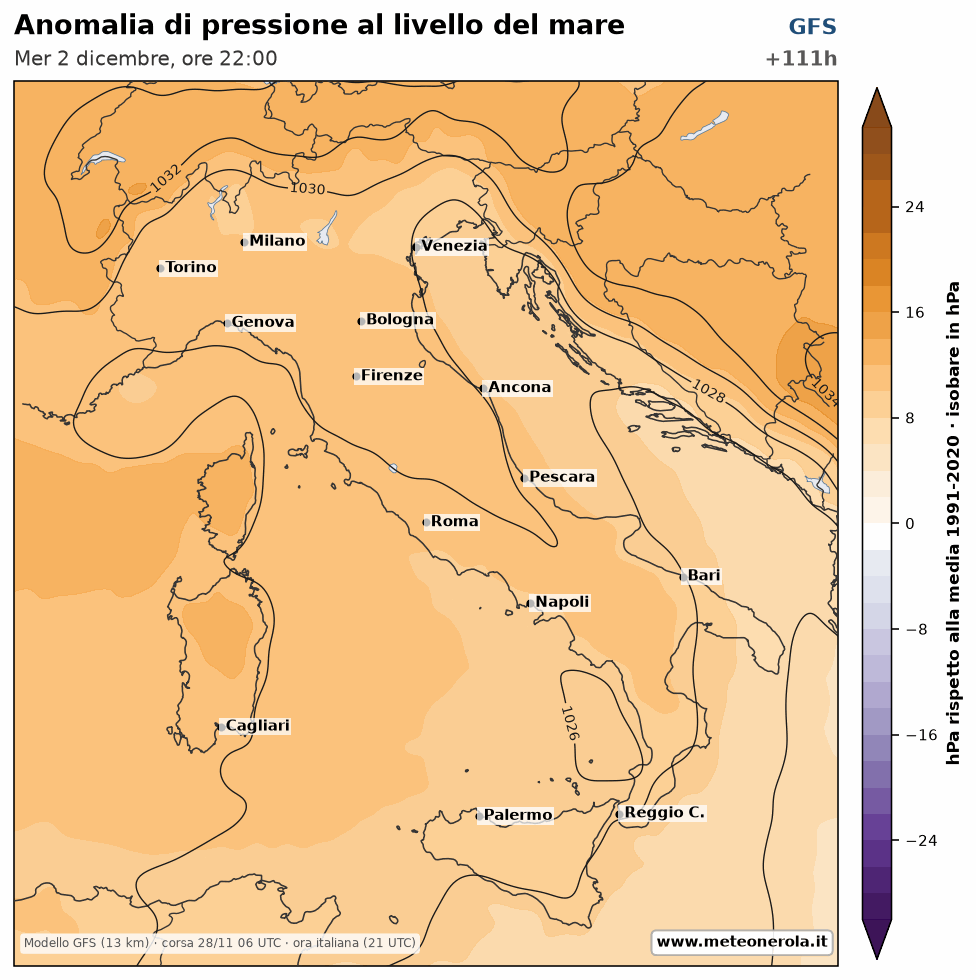 Anomalia di pressione al livello del mare
GFS
Mer 2 dicembre, ore 22:00
+111h
1032
1030
Milano
Venezia
Torino
Genova
Bologna
Firenze
Ancona
1028
1034
Pescara
Roma
Bari
Napoli
1026
Cagliari
Palermo
Reggio C.
24
16
8
0
−8
−16
−24
hPa rispetto alla media 1991-2020 · isobare in hPa
Modello GFS (13 km) · corsa 28/11 06 UTC · ora italiana (21 UTC)
www.meteonerola.it